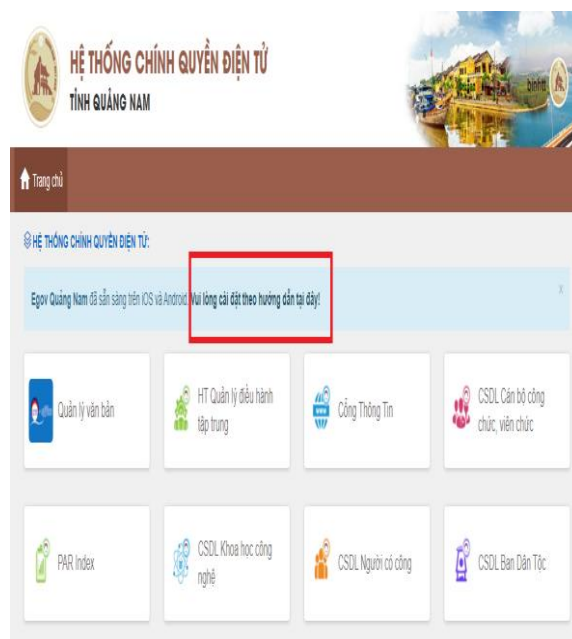 HỆ THỐNG CHÍNH QUYỀN ĐIỆN TỬ
TỈNH QUẢNG NAM
binhtq
Trang chủ
HỆ THỐNG CHÍNH QUYỀN ĐIỆN TỬ:
Egov Quảng Nam đã sẵn sàng trên iOS và Android. Vui lòng cài đặt theo hướng dẫn tại đây!
x
Quản lý văn bản
HT Quản lý điều hành
tập trung
Cổng Thông Tin
CSDL Cán bộ công
chức, viên chức
PAR Index
CSDL Khoa học công
nghệ
CSDL Người có công
CSDL Ban Dân Tộc